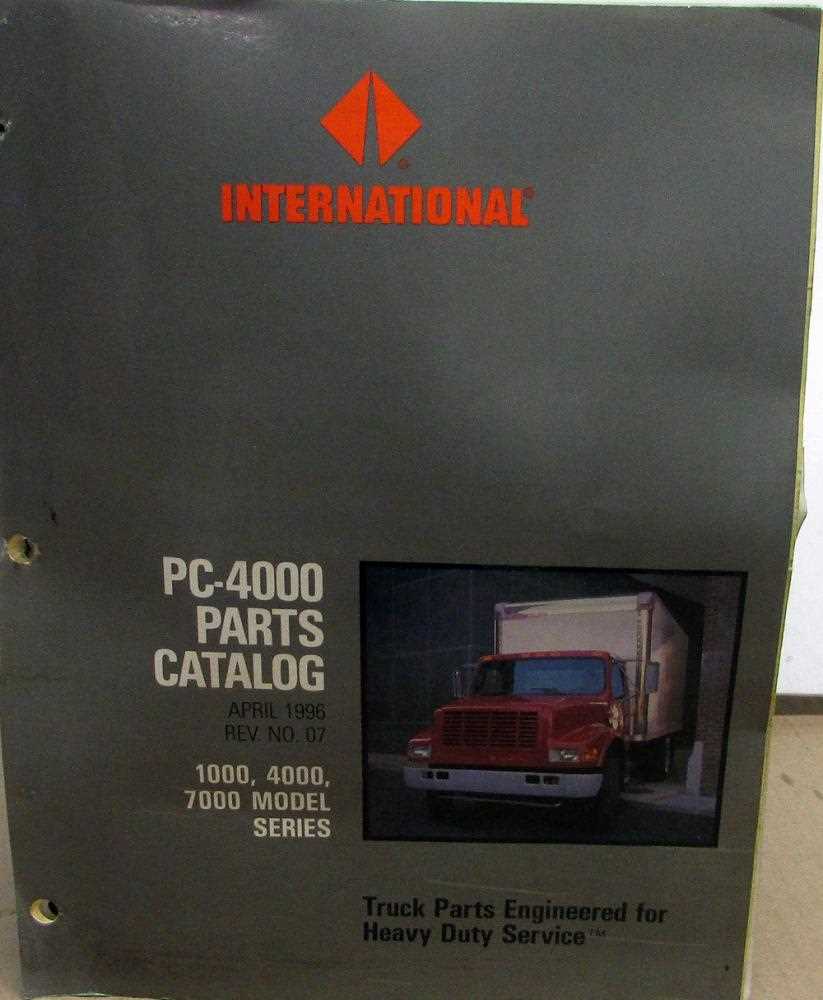 INTERNATIONAL®
PC-4000
PARTS
CATALOG
APRIL 1996
REV. NO. 07
1000, 4000,
7000 MODEL
SERIES
Truck Parts Engineered for
Heavy Duty Service™